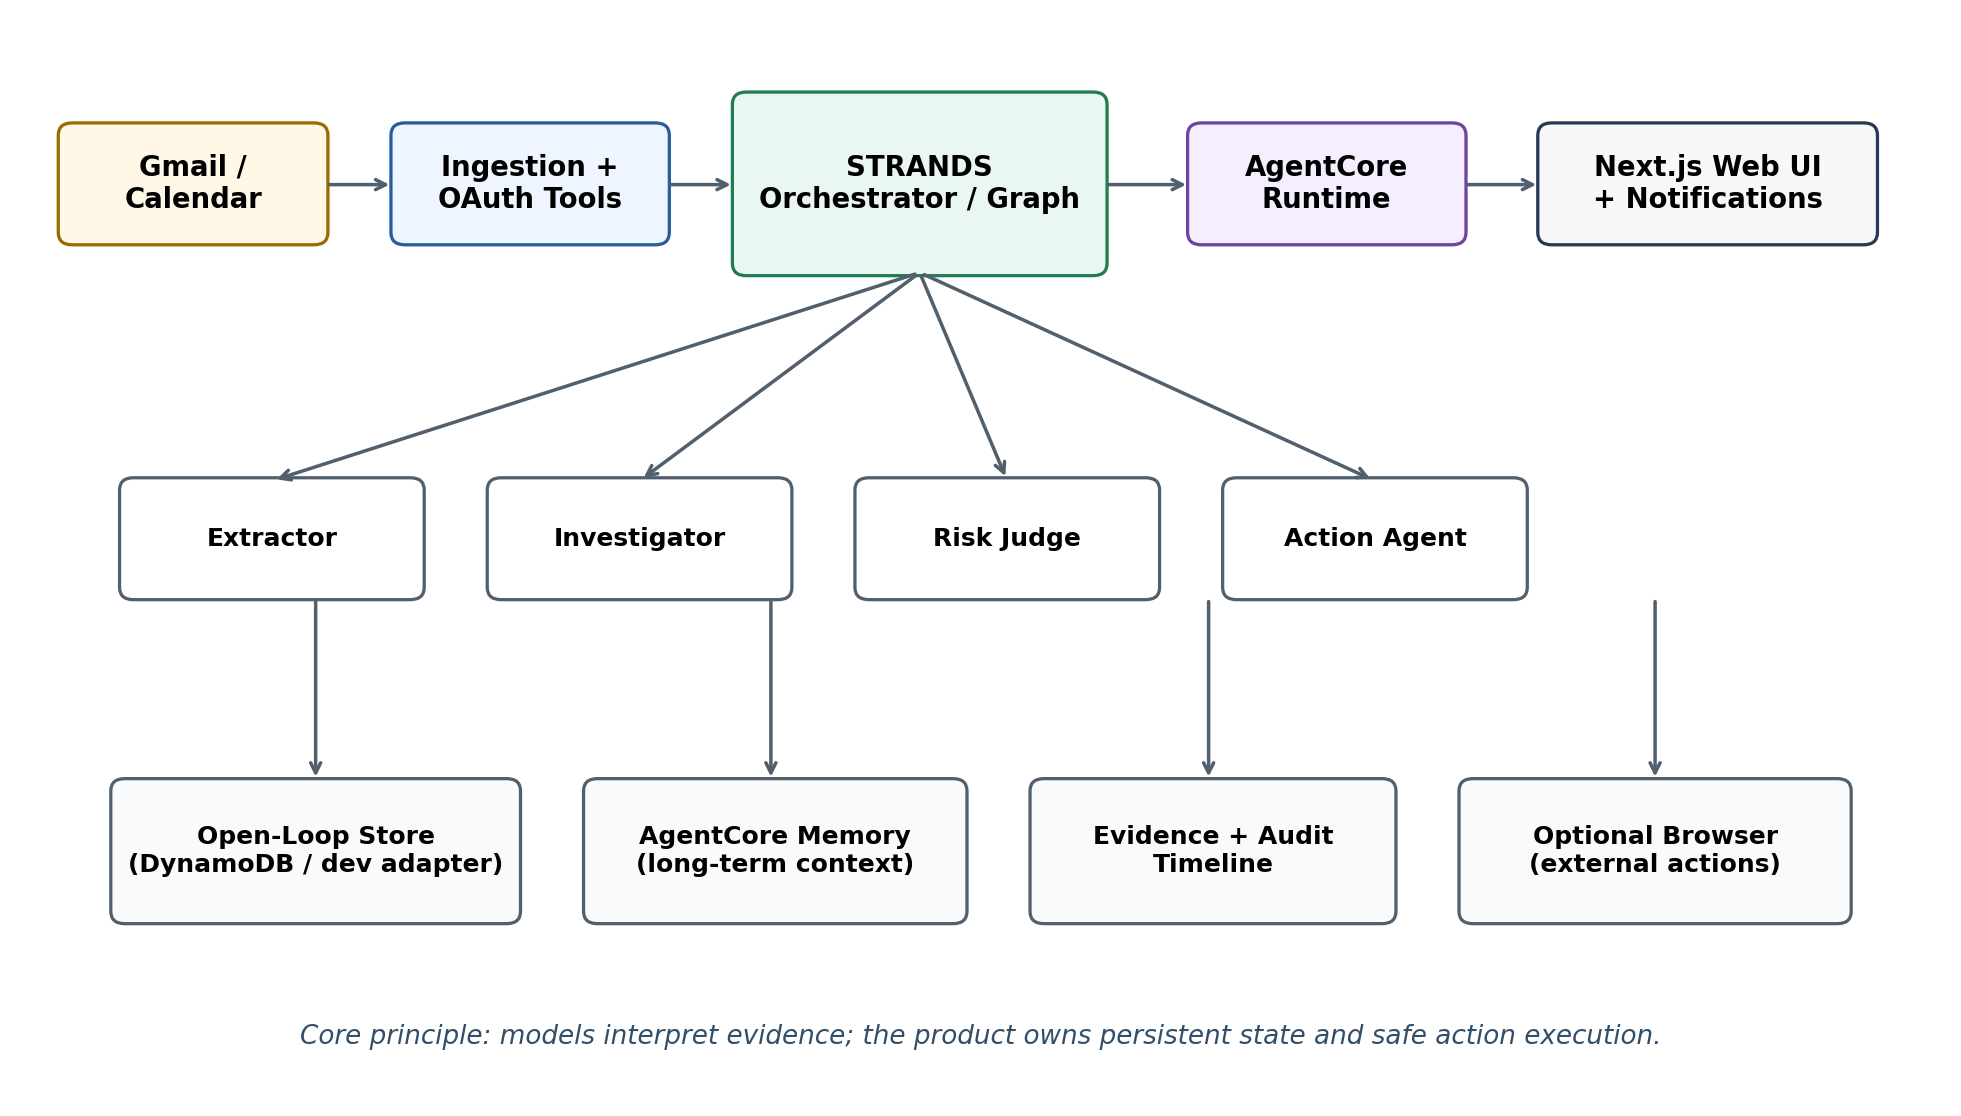 Gmail /
Calendar
Ingestion +
OAuth Tools
STRANDS
Orchestrator / Graph
AgentCore
Runtime
Next.js Web UI
+ Notifications
Extractor
Investigator
Risk Judge
Action Agent
Open-Loop Store
(DynamoDB / dev adapter)
AgentCore Memory
(long-term context)
Evidence + Audit
Timeline
Optional Browser
(external actions)
Core principle: models interpret evidence; the product owns persistent state and safe action execution.